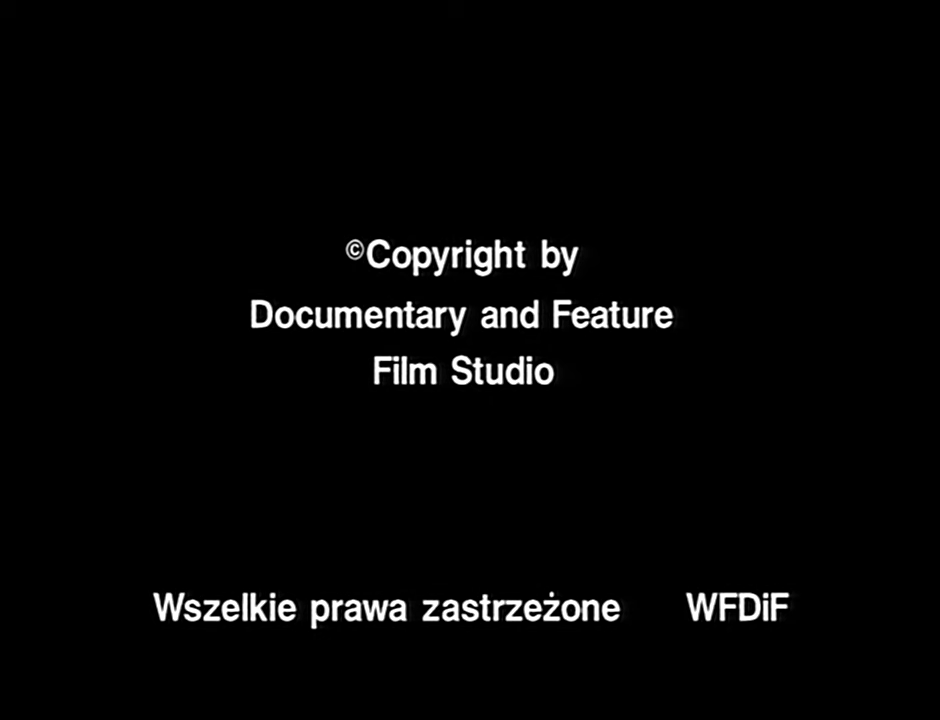 ©Copyright by
Documentary and Feature
Film Studio
Wszelkie prawa zastrzeżone WFDiF